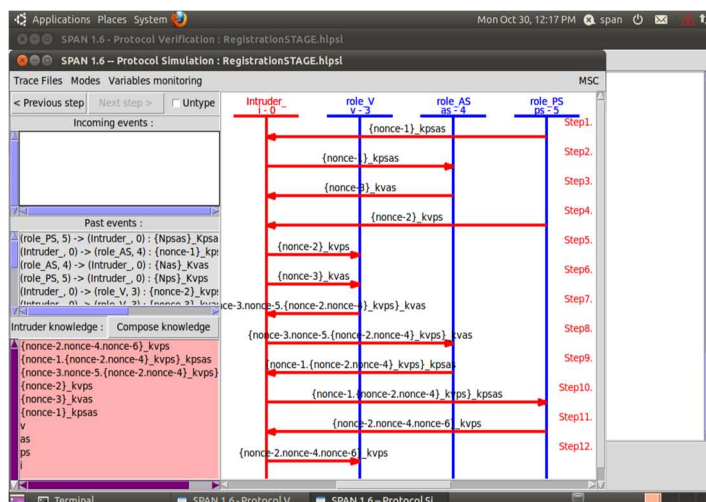 Applications Places System
Mon Oct 30, 12:17 PM span
SPAN 1.6 - Protocol Verification : RegistrationSTAGE.hlpsl
SPAN 1.6 -- Protocol Simulation : RegistrationSTAGE.hlpsl
Trace Files Modes Variables monitoring MSC
< Previous step Next step > Untype
Incoming events :
Past events :
(role_PS, 5) -> (Intruder_, 0) : {Npsas}_Kpsa
(Intruder_, 0) -> (role_AS, 4) : {nonce-1}_kps
(role_AS, 4) -> (Intruder_, 0) : {Nas}_Kvas
(role_PS, 5) -> (Intruder_, 0) : {Nps}_Kvps
(Intruder_, 0) -> (role_V, 3) : {nonce-2}_kvps
(Intruder_, 0) -> (role_V, 3) : {nonce-3}_kvas
Intruder knowledge : Compose knowledge
{nonce-2.nonce-4.nonce-6}_kvps
{nonce-1.{nonce-2.nonce-4}_kvps}_kpsas
{nonce-3.nonce-5.{nonce-2.nonce-4}_kvps}
{nonce-2}_kvps
{nonce-3}_kvas
{nonce-1}_kpsas
v
as
ps
i
Intruder_ role_V role_AS role_PS
i - 0 v - 3 as - 4 ps - 5
Step1.
{nonce-1}_kpsas
Step2.
{nonce-1}_kpsas
Step3.
{nonce-3}_kvas
Step4.
{nonce-2}_kvps
Step5.
{nonce-2}_kvps
Step6.
{nonce-3}_kvas
Step7.
ce-3.nonce-5.{nonce-2.nonce-4}_kvps}_kvas
Step8.
{nonce-3.nonce-5.{nonce-2.nonce-4}_kvps}_kvas
Step9.
{nonce-1.{nonce-2.nonce-4}_kvps}_kpsas
Step10.
{nonce-1.{nonce-2.nonce-4}_kvps}_kpsas
Step11.
{nonce-2.nonce-4.nonce-6}_kvps
Step12.
{nonce-2.nonce-4.nonce-6}_kvps
Terminal SPAN 1.6 - Protocol V SPAN 1.6 -- Protocol Si